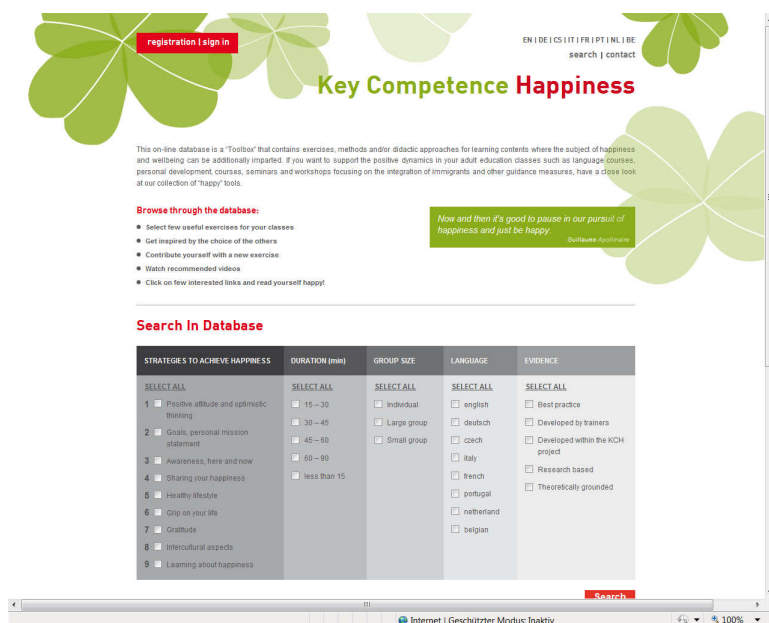 registration | sign in
EN | DE | CS | IT | FR | PT | NL | BE
search | contact
Key Competence Happiness
This on-line database is a "Toolbox" that contains exercises, methods and/or didactic approaches for learning contents where the subject of happiness
and wellbeing can be additionally imparted. If you want to support the positive dynamics in your adult education classes such as language courses,
personal development, courses, seminars and workshops focusing on the integration of immigrants and other guidance measures, have a close look
at our collection of "happy" tools.
Browse through the database:
Select few useful exercises for your classes
Get inspired by the choice of the others
Contribute yourself with a new exercise
Watch recommended videos
Click on few interested links and read yourself happy!
Now and then it's good to pause in our pursuit of
happiness and just be happy.
Guillaume Apollinaire
Search In Database
STRATEGIES TO ACHIEVE HAPPINESS DURATION (min) GROUP SIZE LANGUAGE EVIDENCE
SELECT ALL
1 Positive attitude and optimistic
thinking
2 Goals, personal mission
statement
3 Awareness, here and now
4 Sharing your happiness
5 Healthy lifestyle
6 Grip on your life
7 Gratitude
8 Intercultural aspects
9 Learning about happiness
SELECT ALL
15 – 30
30 – 45
45 – 60
60 – 90
less than 15
SELECT ALL
Individual
Large group
Small group
SELECT ALL
english
deutsch
czech
italy
french
portugal
netherland
belgian
SELECT ALL
Best practice
Developed by trainers
Developed within the KCH
project
Research based
Theoretically grounded
Search
Internet | Geschützter Modus: Inaktiv
100%